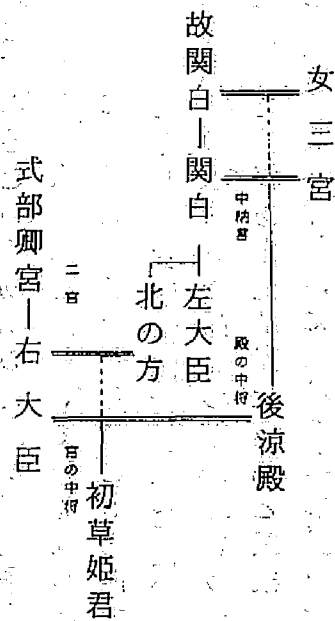 女三宮
故関白
関白
中納言
左大臣
殿の中将
北の方
後涼殿
式部卿宮
右大臣
二宮
宮の中将
初草姫君